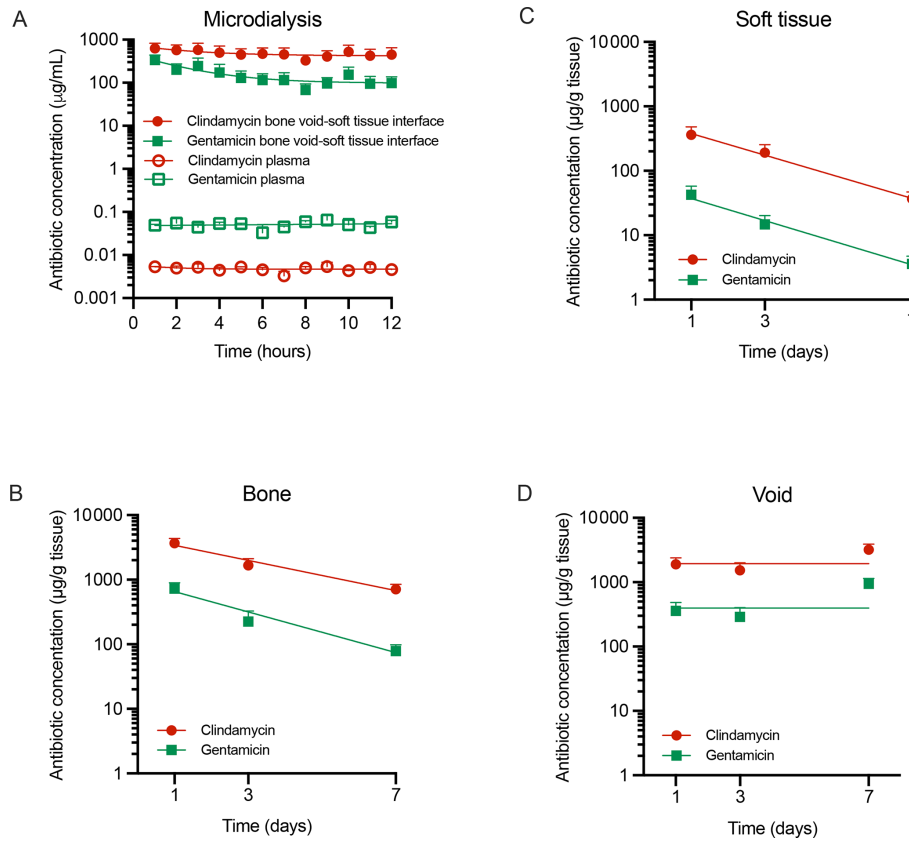 A
Microdialysis
Antibiotic concentration (μg/mL)
1000
100
10
1
0.1
0.01
0.001
Clindamycin bone void-soft tissue interface
Gentamicin bone void-soft tissue interface
Clindamycin plasma
Gentamicin plasma
0 2 4 6 8 10 12
Time (hours)
C
Soft tissue
Antibiotic concentration (μg/g tissue)
10000
1000
100
10
1
Clindamycin
Gentamicin
1 3
Time (days)
B
Bone
Antibiotic concentration (μg/g tissue)
10000
1000
100
10
1
Clindamycin
Gentamicin
1 3 7
Time (days)
D
Void
Antibiotic concentration (μg/g tissue)
10000
1000
100
10
1
Clindamycin
Gentamicin
1 3 7
Time (days)